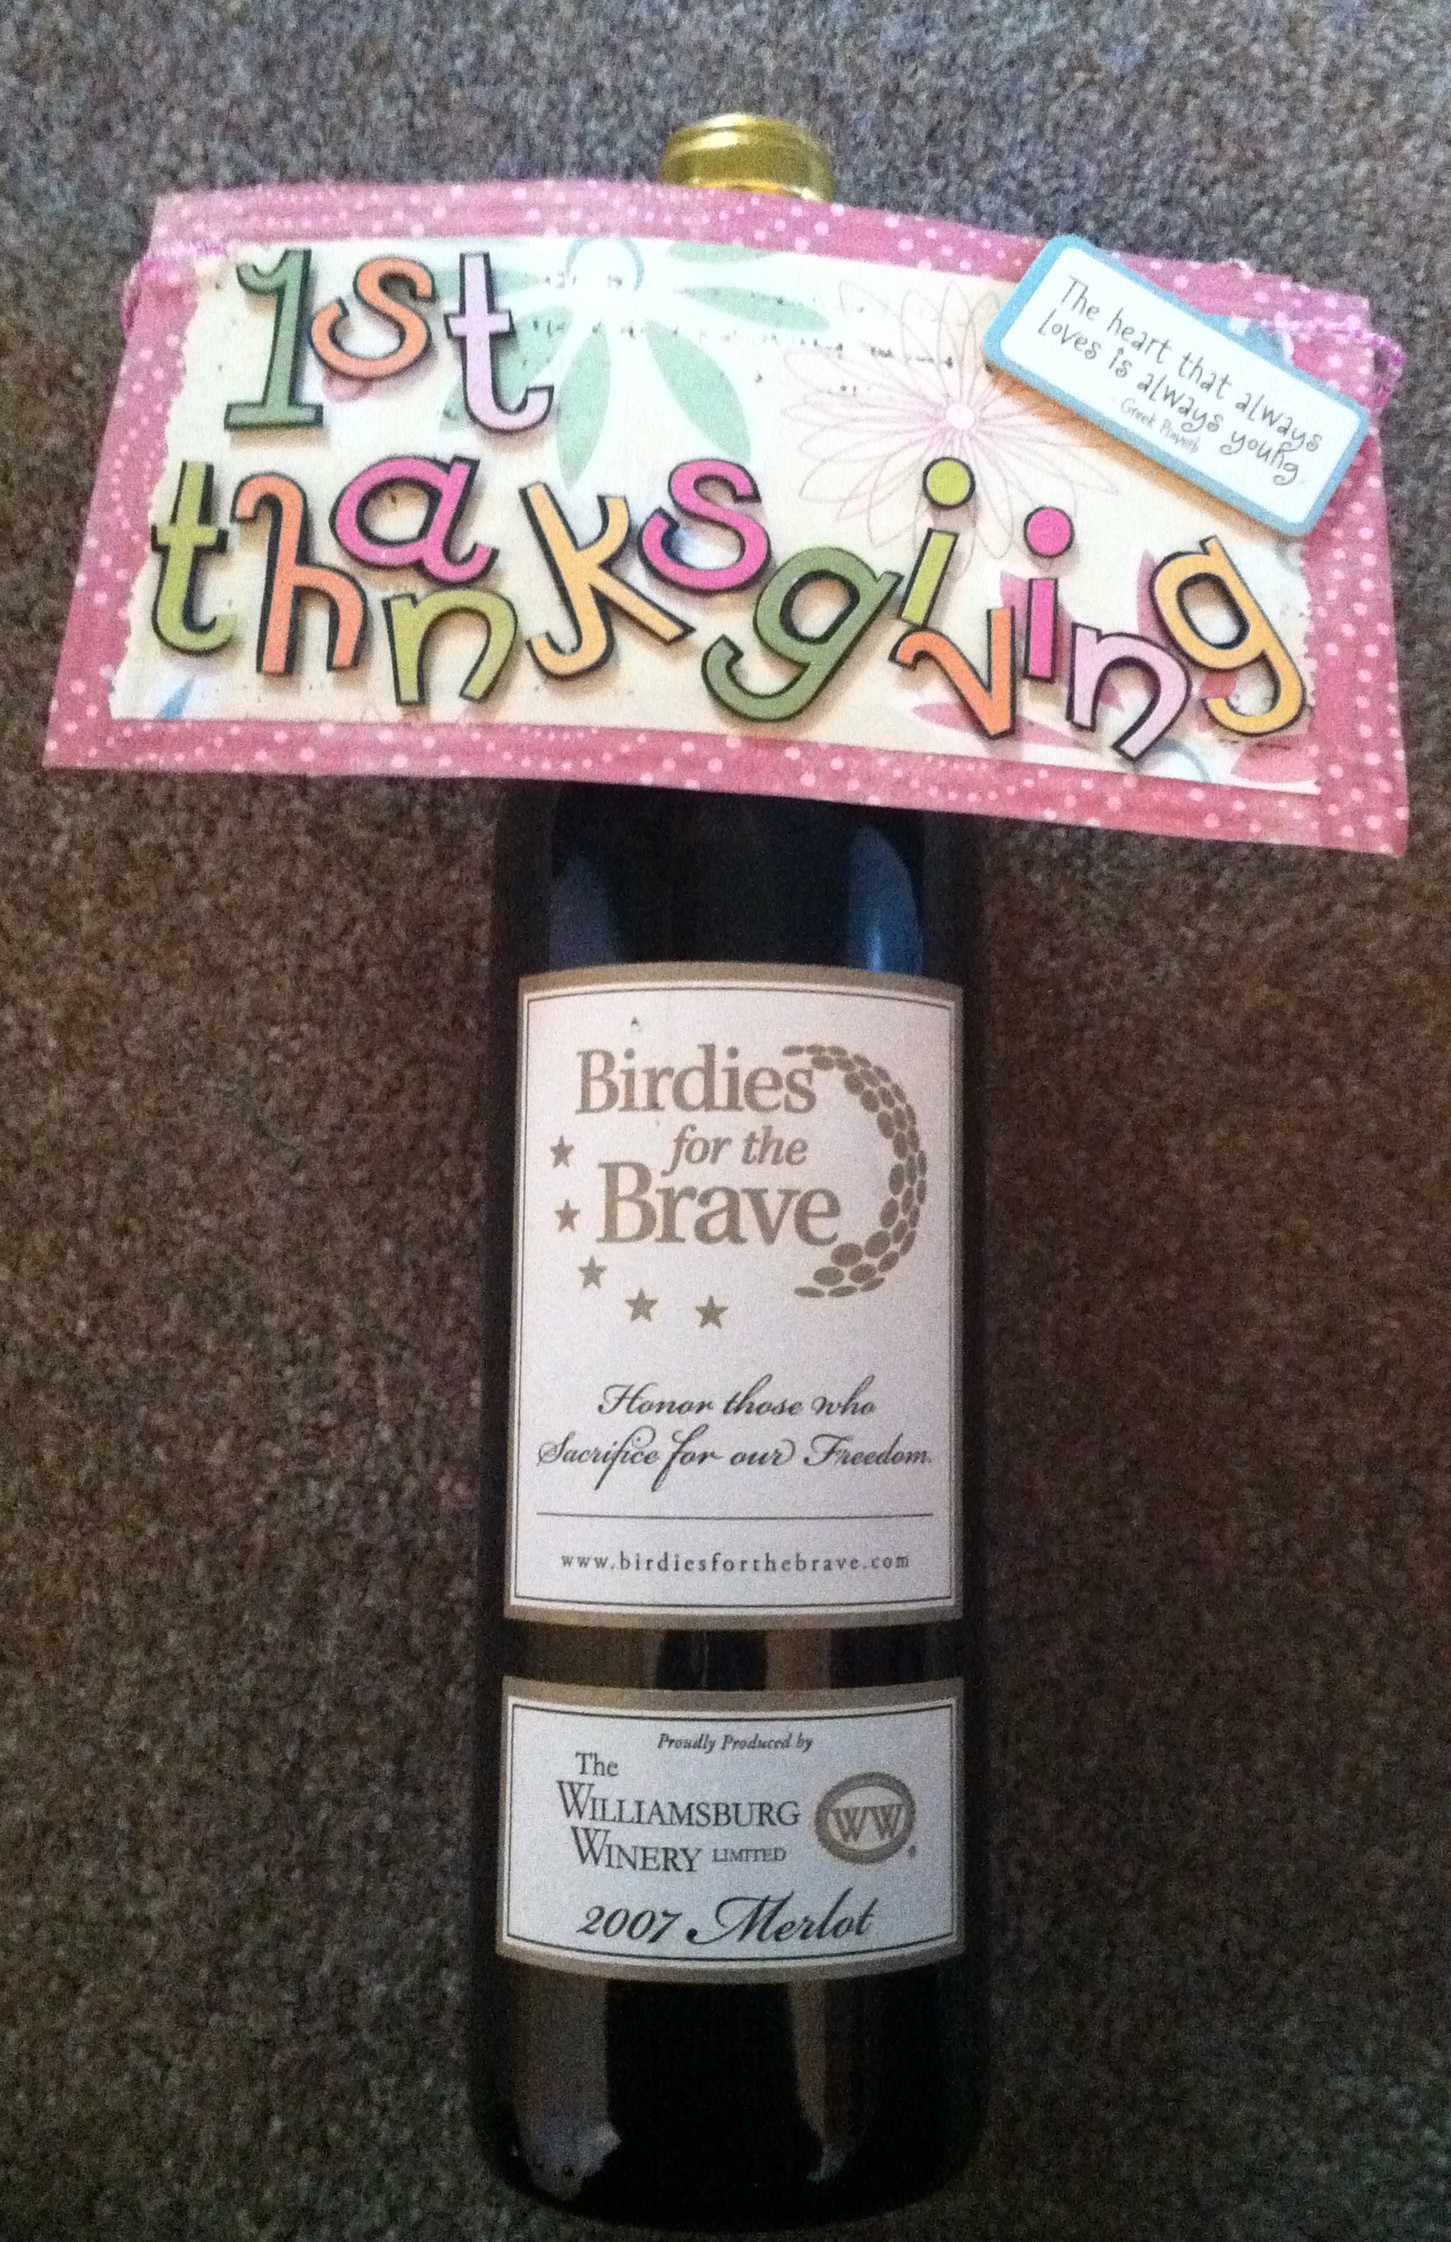 1st
thanksgiving
The heart that always
loves is always young.
- Greek Proverb
Birdies
for the
Brave
Honor those who
Sacrifice for our Freedom.
www.birdiesforthebrave.com
Proudly Produced by
The
WILLIAMSBURG
WINERY LIMITED
WW
2007 Merlot